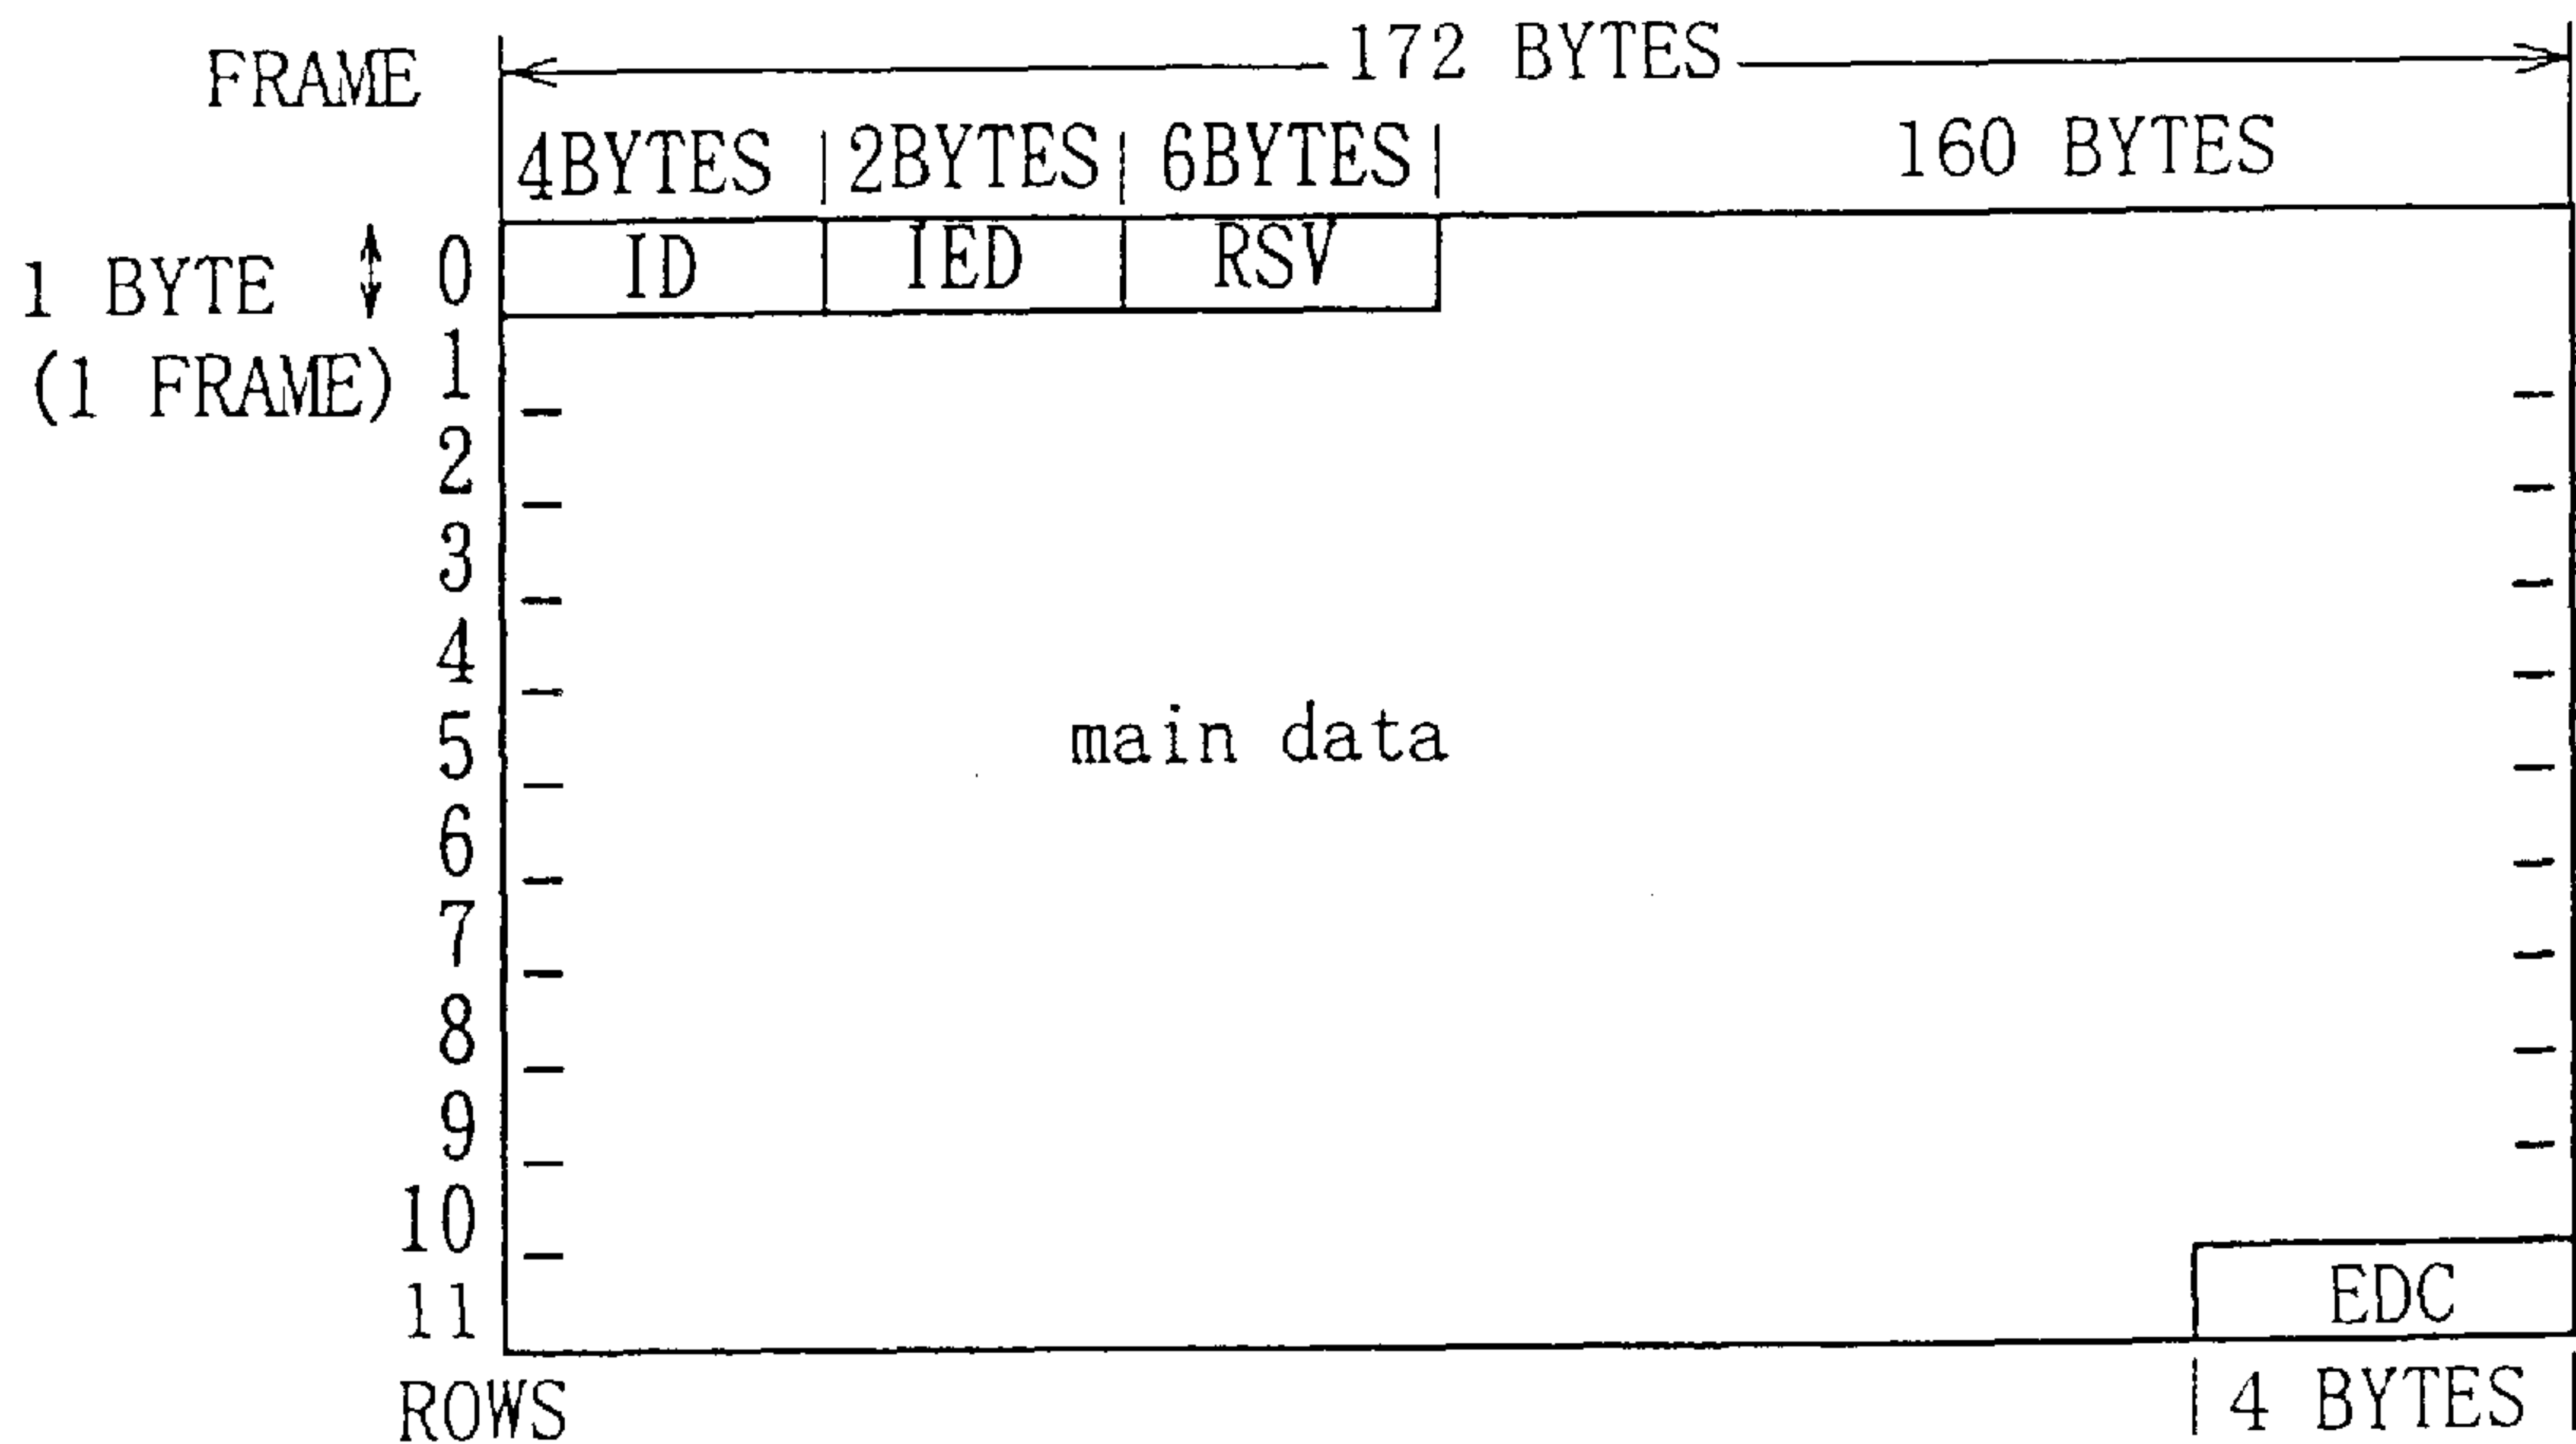 172 BYTES
FRAME
4BYTES 2BYTES 6BYTES 160 BYTES
1 BYTE 0 ID IED RSV
(1 FRAME) 1
2
3
4
5 main data
6
7
8
9
10
11 EDC
ROWS 4 BYTES